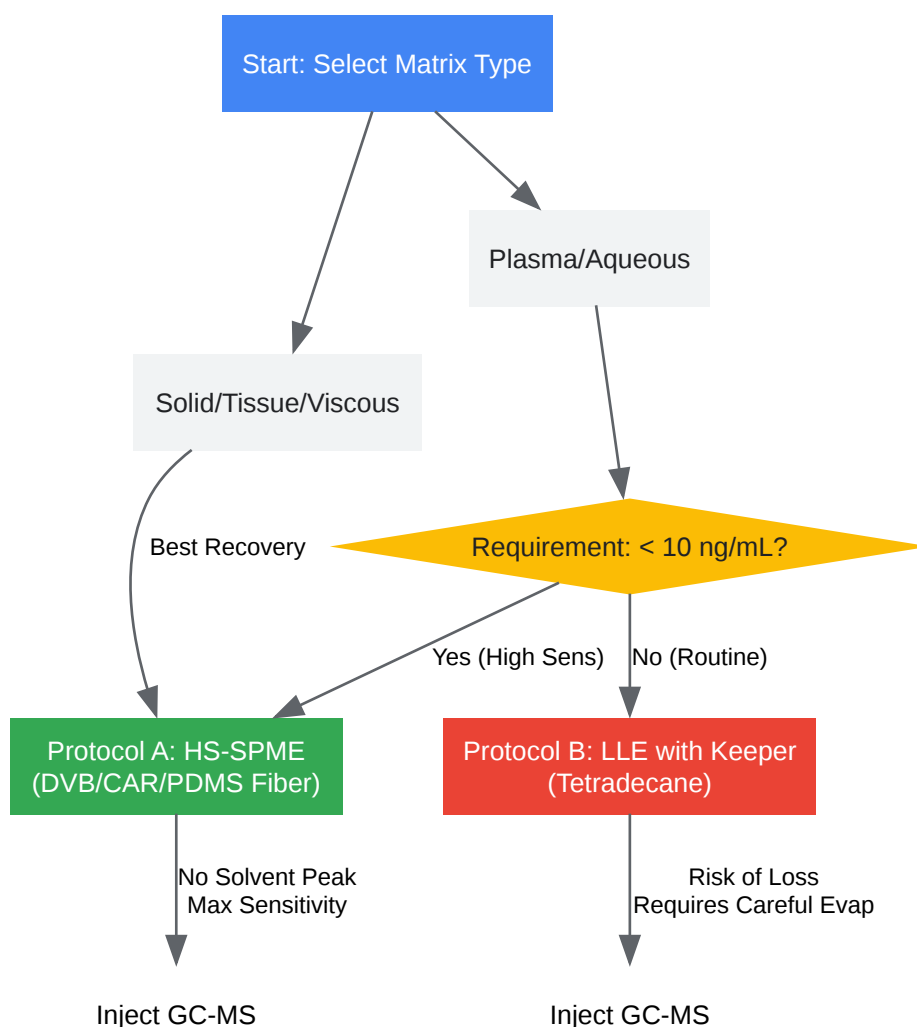 Start: Select Matrix Type
Plasma/Aqueous
Solid/Tissue/Viscous
Best Recovery
Requirement: < 10 ng/mL?
Yes (High Sens)
No (Routine)
Protocol A: HS-SPME
(DVB/CAR/PDMS Fiber)
Protocol B: LLE with Keeper
(Tetradecane)
No Solvent Peak
Max Sensitivity
Risk of Loss
Requires Careful Evap
Inject GC-MS
Inject GC-MS